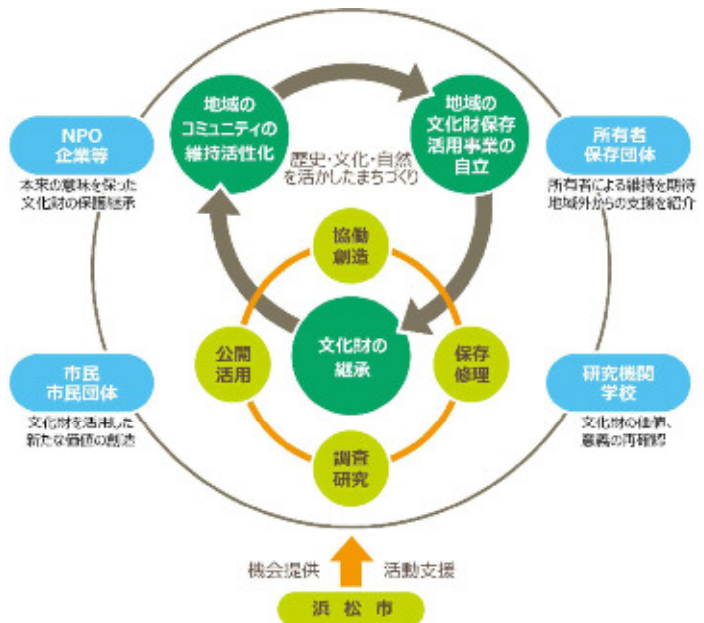 地域の
コミュニティの
維持活性化
地域の
文化財保存
活用事業の
自立
NPO
企業等
本来の意味を保った
文化財の保護継承
歴史・文化・自然
を活かしたまちづくり
所有者
保存団体
所有者による維持を期待
地域外からの支援を紹介
協働
創造
公開
活用
文化財の
継承
保存
修理
市民
市民団体
文化財を活用した
新たな価値の創造
研究機関
学校
文化財の価値、
意義の再確認
調査
研究
機会提供
活動支援
浜松市